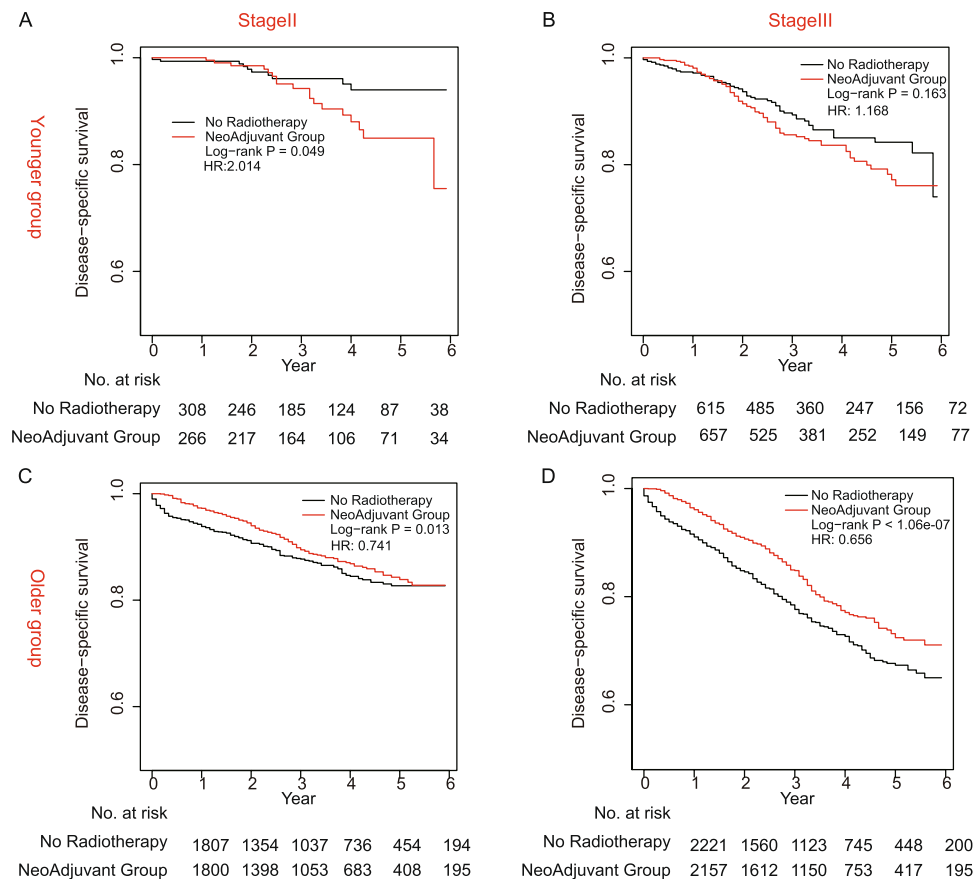 A
StageII
B
StageIII
Younger group
Older group
Disease−specific survival
1.0
0.8
0.6
No Radiotherapy
NeoAdjuvant Group
Log−rank P = 0.049
HR:2.014
0 1 2 3 4 5 6
Year
No. at risk
No Radiotherapy 308 246 185 124 87 38
NeoAdjuvant Group 266 217 164 106 71 34
Disease−specific survival
1.0
0.8
0.6
No Radiotherapy
NeoAdjuvant Group
Log−rank P = 0.163
HR: 1.168
0 1 2 3 4 5 6
Year
No. at risk
No Radiotherapy 615 485 360 247 156 72
NeoAdjuvant Group 657 525 381 252 149 77
C
Disease−specific survival
1.0
0.8
0.6
No Radiotherapy
NeoAdjuvant Group
Log−rank P = 0.013
HR: 0.741
0 1 2 3 4 5 6
Year
No. at risk
No Radiotherapy 1807 1354 1037 736 454 194
NeoAdjuvant Group 1800 1398 1053 683 408 195
D
Disease−specific survival
1.0
0.8
0.6
No Radiotherapy
NeoAdjuvant Group
Log−rank P < 1.06e-07
HR: 0.656
0 1 2 3 4 5 6
Year
No. at risk
No Radiotherapy 2221 1560 1123 745 448 200
NeoAdjuvant Group 2157 1612 1150 753 417 195